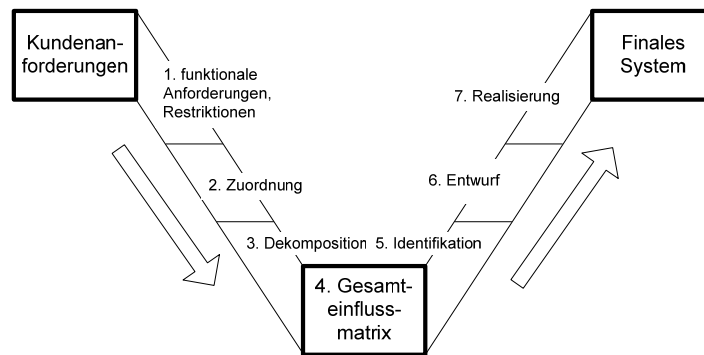 Kundenan-
forderungen
Finales
System
1. funktionale
Anforderungen,
Restriktionen
7. Realisierung
2. Zuordnung
6. Entwurf
3. Dekomposition
5. Identifikation
4. Gesamt-
einfluss-
matrix